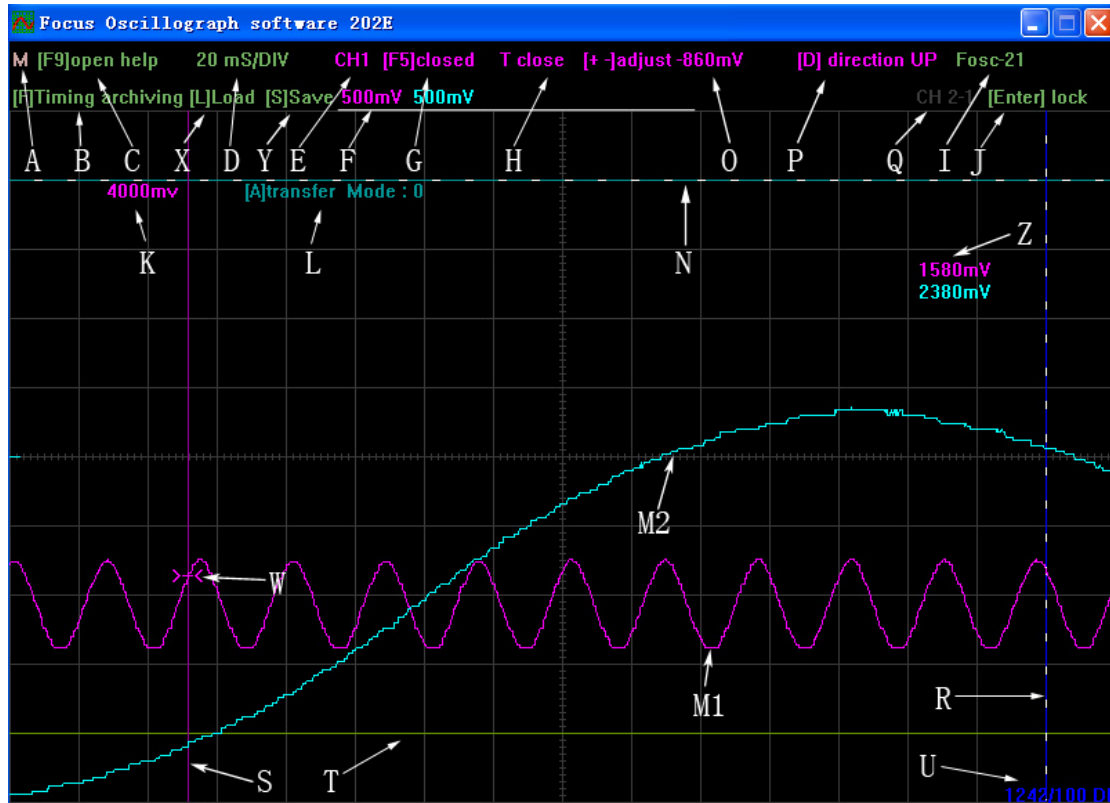 Focus Oscillograph software 202E
M [F9]open help 20 mS/DIV CH1 [F5]closed T close [+ -]adjust -860mV [D] direction UP Fosc-21
Timing archiving [L]Load [S]Save 500mV 500mV CH 2-1 [Enter] lock
A B C X D Y E F G H O P Q I J
4000mv [A]transfer Mode : 0
K L N Z
1580mV
2380mV
M2
W
M1
R
S T U
1242/100